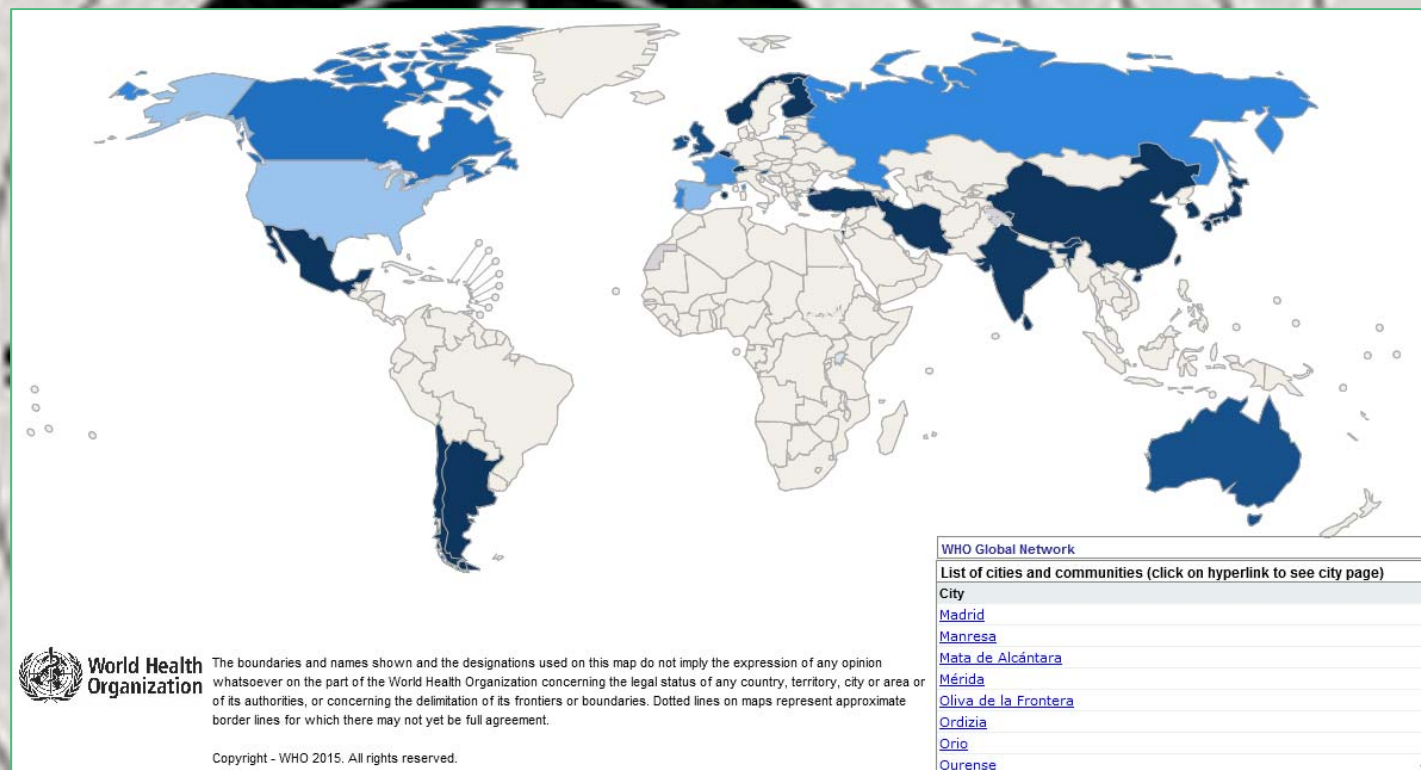 WHO Global Network
List of cities and communities (click on hyperlink to see city page)
City
Madrid
Manresa
Mata de Alcántara
Mérida
Oliva de la Frontera
Ordizia
Orio
Ourense
World Health
Organization
The boundaries and names shown and the designations used on this map do not imply the expression of any opinion
whatsoever on the part of the World Health Organization concerning the legal status of any country, territory, city or area or
of its authorities, or concerning the delimitation of its frontiers or boundaries. Dotted lines on maps represent approximate
border lines for which there may not yet be full agreement.
Copyright - WHO 2015. All rights reserved.